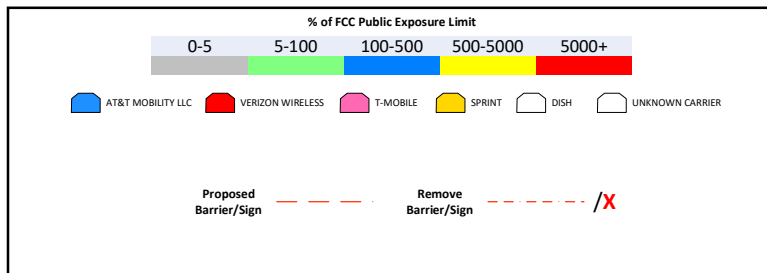 % of FCC Public Exposure Limit
0-5 5-100 100-500 500-5000 5000+
AT&T MOBILITY LLC VERIZON WIRELESS T-MOBILE SPRINT DISH UNKNOWN CARRIER
Proposed Remove
Barrier/Sign Barrier/Sign /X